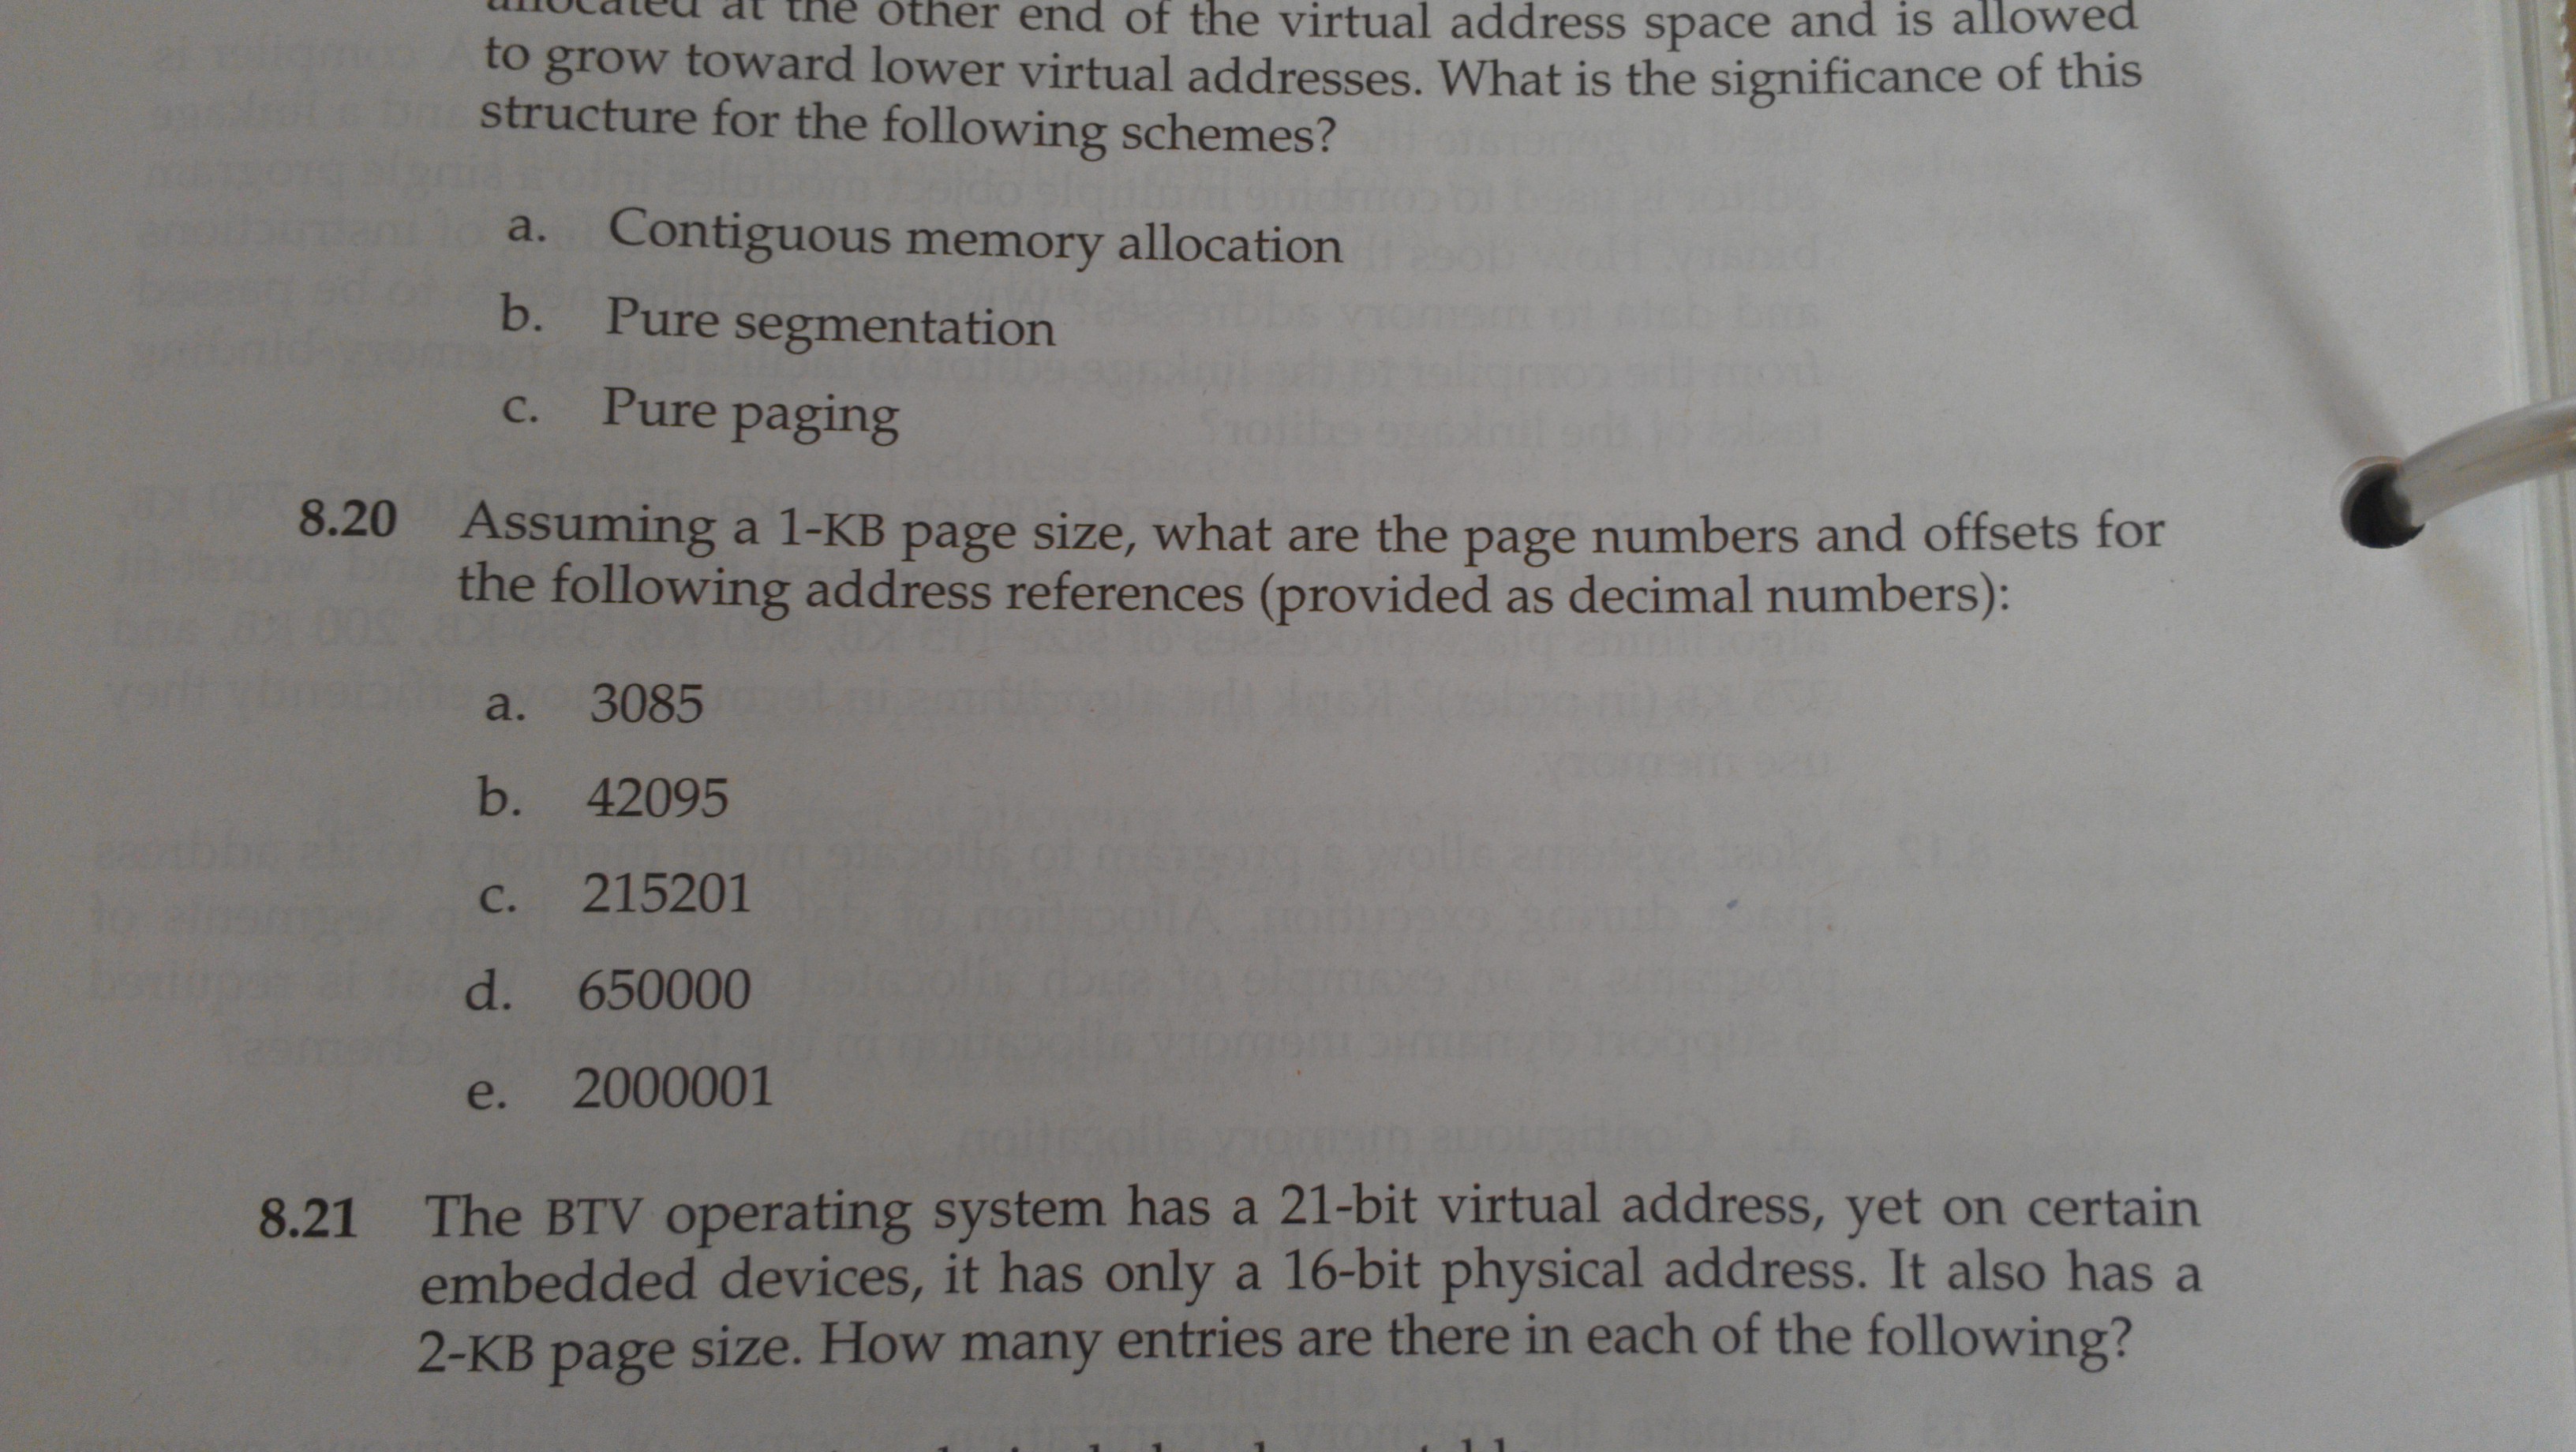 allocated at the other end of the virtual address space and is allowed
to grow toward lower virtual addresses. What is the significance of this
structure for the following schemes?
a. Contiguous memory allocation
b. Pure segmentation
c. Pure paging
8.20 Assuming a 1-KB page size, what are the page numbers and offsets for
the following address references (provided as decimal numbers):
a. 3085
b. 42095
c. 215201
d. 650000
e. 2000001
8.21 The BTV operating system has a 21-bit virtual address, yet on certain
embedded devices, it has only a 16-bit physical address. It also has a
2-KB page size. How many entries are there in each of the following?